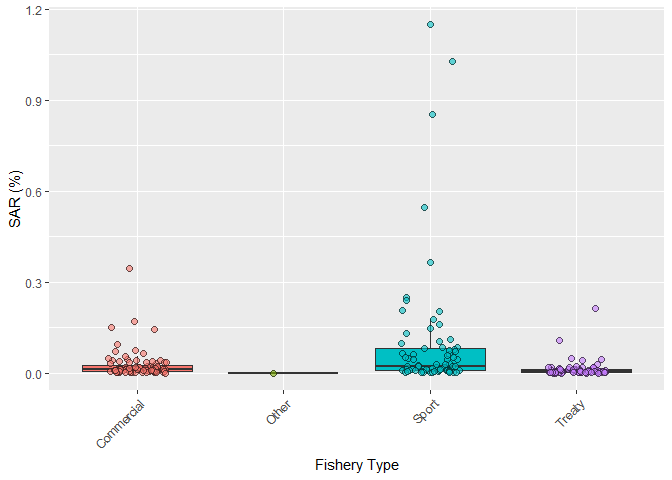 1.2
0.9
0.6
0.3
0.0
SAR (%)
Commercial
Other
Sport
Treaty
Fishery Type